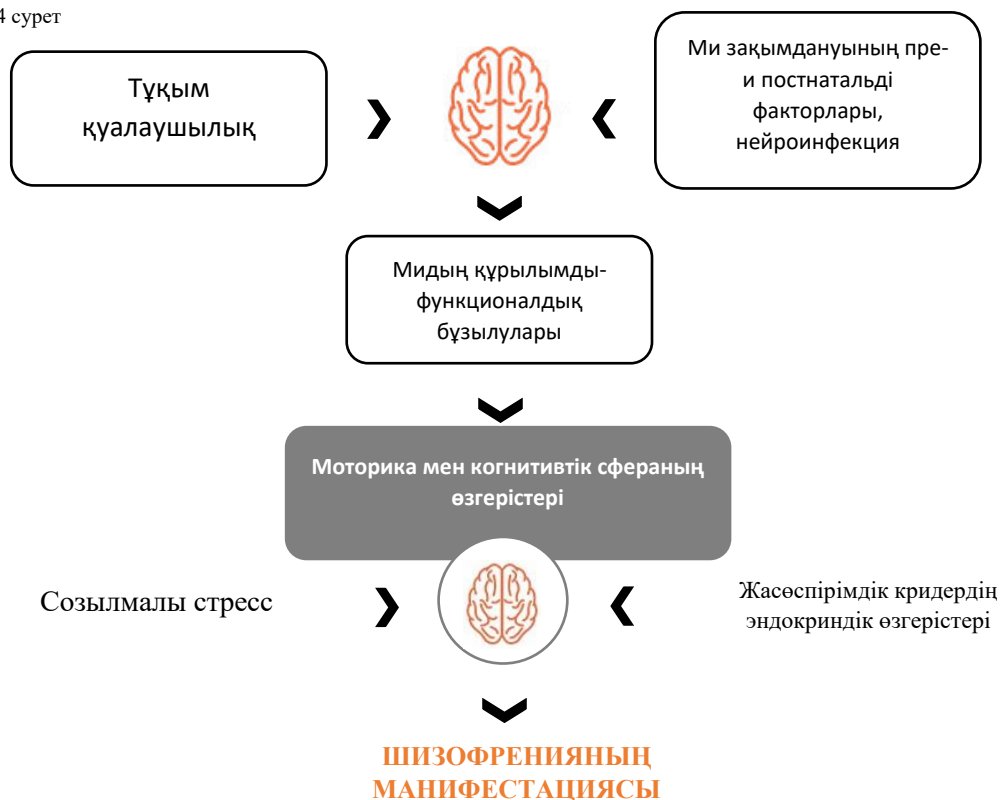 4 сурет
Тұқым
қуалаушылық
Ми зақымдануының пре-
и постнатальді
факторлары,
нейроинфекция
Мидың құрылымды-
функционалдық
бұзылулары
Моторика мен когнитивтік сфераның
өзгерістері
Созылмалы стресс
Жасөспірімдік кридердің
эндокриндік өзгерістері
ШИЗОФРЕНИЯНЫҢ
МАНИФЕСТАЦИЯСЫ